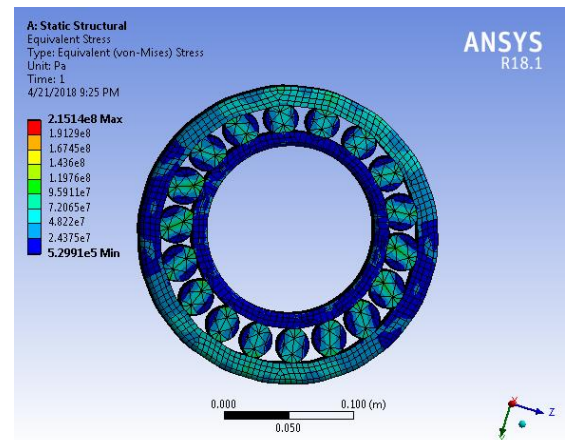 A: Static Structural
Equivalent Stress
Type: Equivalent (von-Mises) Stress
Unit: Pa
Time: 1
4/21/2018 9:25 PM
ANSYS
R18.1
2.1514e8 Max
1.9129e8
1.6745e8
1.436e8
1.1976e8
9.5911e7
7.2065e7
4.822e7
2.4375e7
5.2991e5 Min
0.000
0.100 (m)
0.050
X
Z
Y